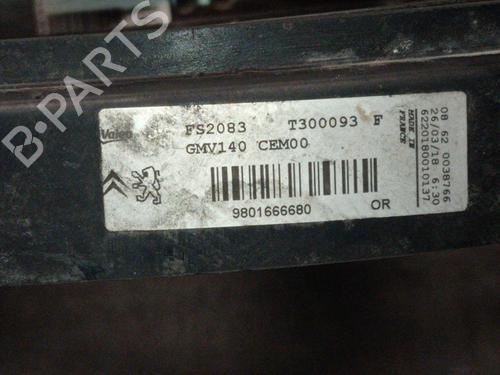 B-PARTS
Valeo
FS2083 T300093 F
GMV140 CEM00
9801666680 OR
MADE IN
FRANCE
08 62 0038766
26/03/18 6:30
6220180010137